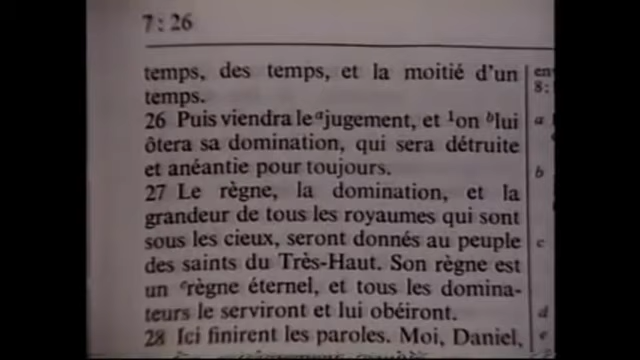 7:26
temps, des temps, et la moitié d'un
temps.
26 Puis viendra le ᵃjugement, et ¹on ᵇlui
ôtera sa domination, qui sera détruite
et anéantie pour toujours.
27 Le règne, la domination, et la
grandeur de tous les royaumes qui sont
sous les cieux, seront donnés au peuple
des saints du Très-Haut. Son règne est
un ᶜrègne éternel, et tous les domina-
teurs le serviront et lui obéiront.
28 Ici finirent les paroles. Moi, Daniel,
8:
a
b
c
d
e